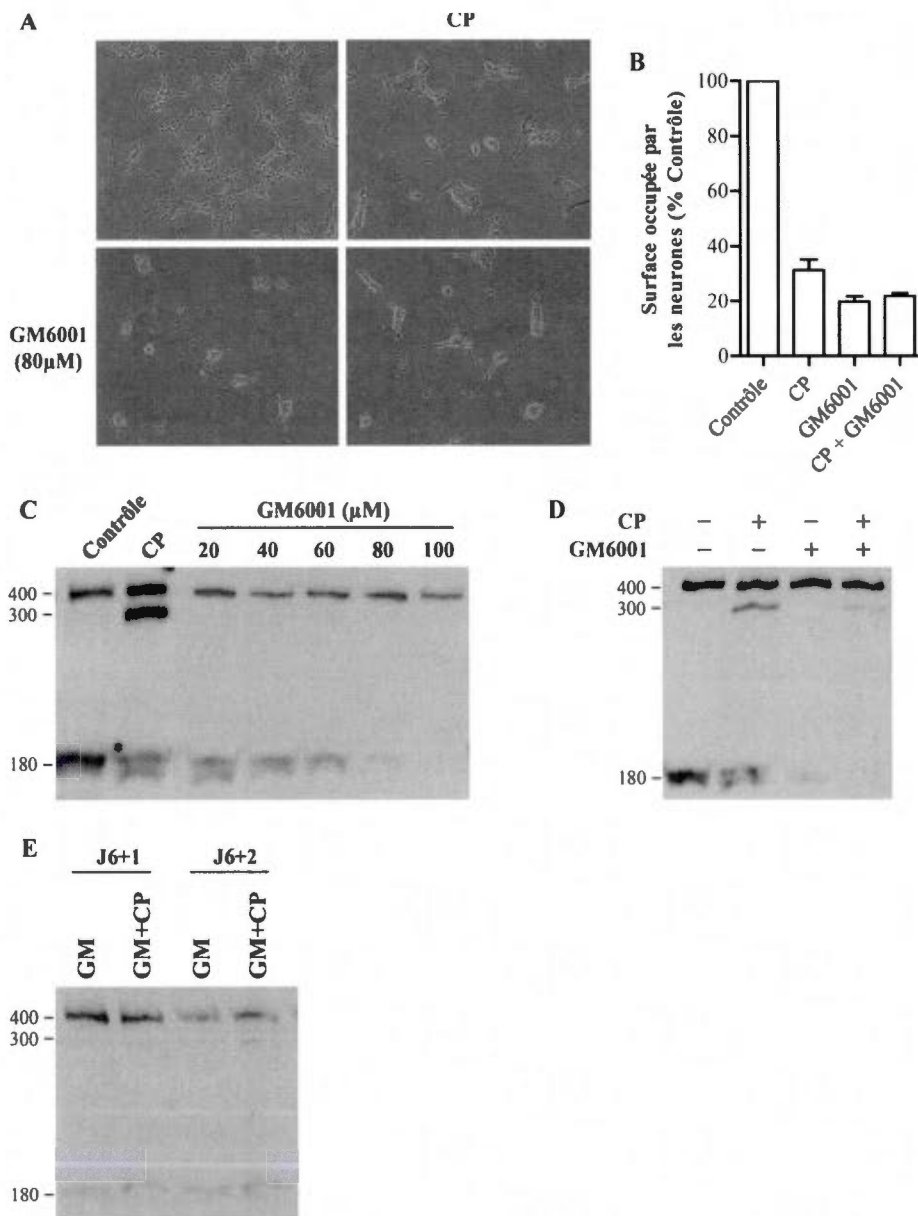 A
CP
GM6001
(80µM)
B
Surface occupée par
les neurones (% Contrôle)
100
80
60
40
20
0
Contrôle
CP
GM6001
CP + GM6001
C
Contrôle
CP
GM6001 (µM)
20 40 60 80 100
400
300
180
D
CP - + - +
GM6001 - - + +
400
300
180
E
J6+1 J6+2
GM
GM+CP
GM
GM+CP
400
300
180